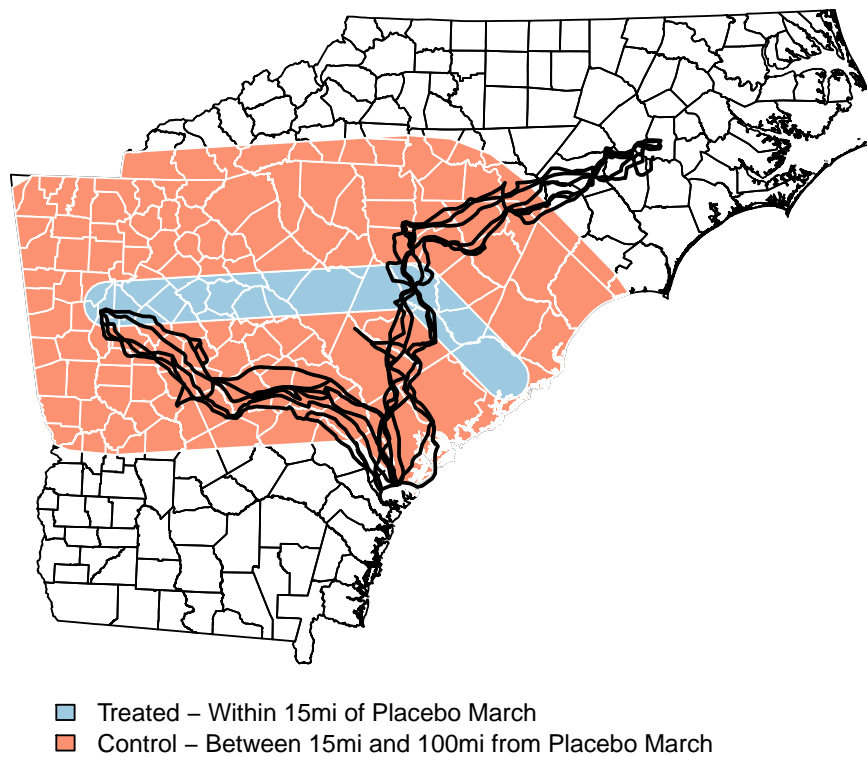 Treated – Within 15mi of Placebo March
Control – Between 15mi and 100mi from Placebo March